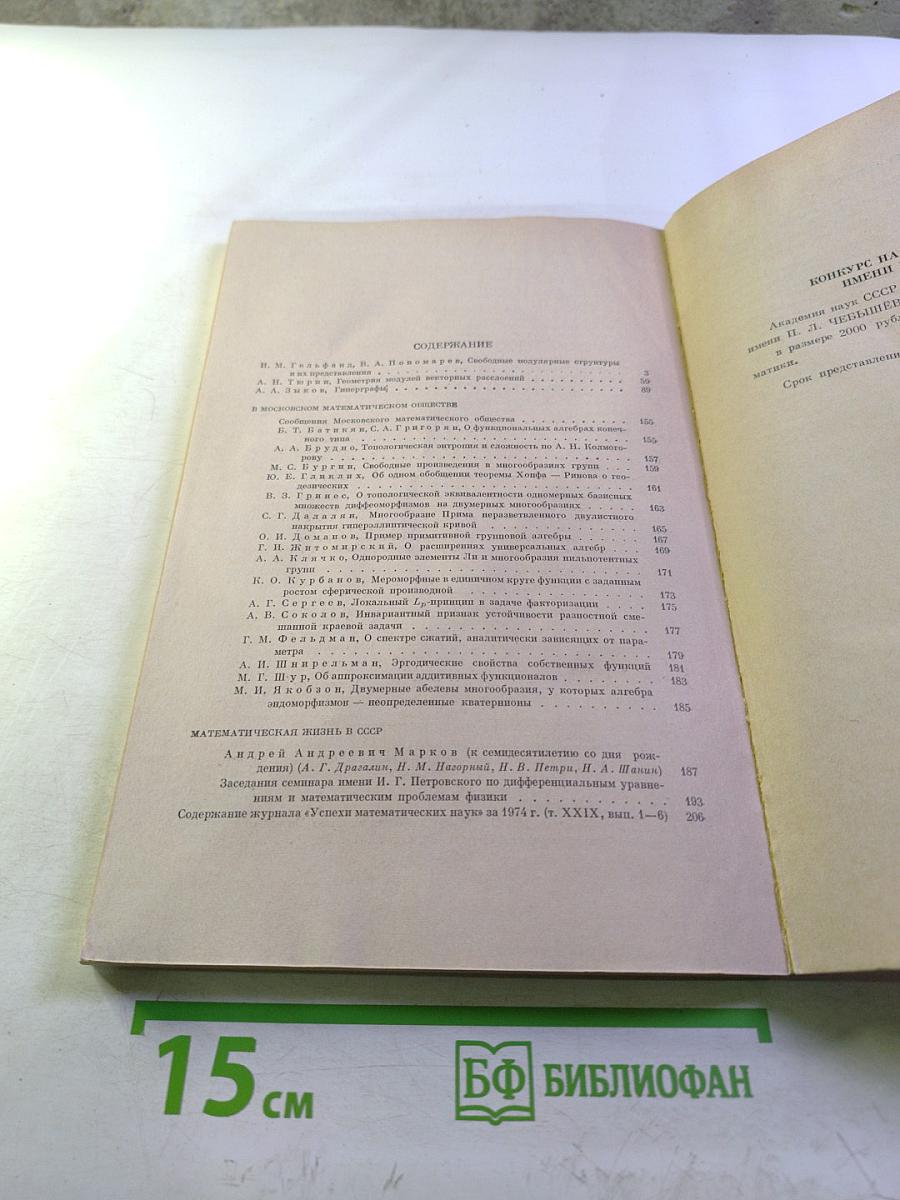 СОДЕРЖАНИЕ
И. М. Гельфанд, В. А. Пономарев, Свободные модулярные структуры
и их представления . . . . . . . . . . . . . . . . . . . . 3
А. Н. Тюрин, Геометрия модулей векторных расслоений . . . . . . . . . . 59
А. А. Зыков, Гиперграфы . . . . . . . . . . . . . . . . . . . . 89
В МОСКОВСКОМ МАТЕМАТИЧЕСКОМ ОБЩЕСТВЕ
Сообщения Московского математического общества . . . . . . . . . . 155
Б. Т. Батикян, С. А. Григорян, О функциональных алгебрах конеч-
ного типа . . . . . . . . . . . . . . . . . . . . 155
А. А. Брудно, Топологическая энтропия и сложность по А. Н. Колмого-
рову . . . . . . . . . . . . . . . . . . . . 157
М. С. Бургин, Свободные произведения в многообразиях групп . . . 159
Ю. Е. Гликлих, Об одном обобщении теоремы Хопфа — Ринова о гео-
дезических . . . . . . . . . . . . . . . . . . . . 161
В. З. Гринес, О топологической эквивалентности одномерных базисных
множеств диффеоморфизмов на двумерных многообразиях . . . . . . 163
С. Г. Далалян, Многообразие Прима неразветвленного двулистного
накрытия гиперэллиптической кривой . . . . . . . . . . . . . 165
О. И. Доманов, Пример примитивной групповой алгебры . . . . . . . 167
Г. И. Житомирский, О расширениях универсальных алгебр . . . 169
А. А. Клячко, Однородные элементы Ли и многообразия нильпотентных
групп . . . . . . . . . . . . . . . . . . . . 171
К. О. Курбанов, Мероморфные в единичном круге функции с заданным
ростом сферической производной . . . . . . . . . . . . . . . 173
А. Г. Сергеев, Локальный Lp-принцип в задаче факторизации . . . . 175
А. В. Соколов, Инвариантный признак устойчивости разностной сме-
шанной краевой задачи . . . . . . . . . . . . . . . . . . 177
Г. М. Фельдман, О спектре сжатий, аналитически зависящих от пара-
метра . . . . . . . . . . . . . . . . . . . . 179
А. И. Шнирельман, Эргодические свойства собственных функций 181
М. Г. Шур, Об аппроксимации аддитивных функционалов . . . . . . . . 183
М. И. Якобзон, Двумерные абелевы многообразия, у которых алгебра
эндоморфизмов — неопределенные кватернионы . . . . . . . . . . 185
МАТЕМАТИЧЕСКАЯ ЖИЗНЬ В СССР
Андрей Андреевич Марков (к семидесятилетию со дня рож-
дения) (А. Г. Драгалин, Н. М. Нагорный, Н. В. Петри, Н. А. Шанин) 187
Заседания семинара имени И. Г. Петровского по дифференциальным уравне-
ниям и математическим проблемам физики . . . . . . . . . . . . 193
Содержание журнала «Успехи математических наук» за 1974 г. (т. XXIX, вып. 1—6) 206
КОНКУРС НА
ИМЕНИ
Академия наук СССР
имени П. Л. ЧЕБЫШЕВ
в размере 2000 рубл
матики.
Срок представлени
15 см
БФ БИБЛИОФАН